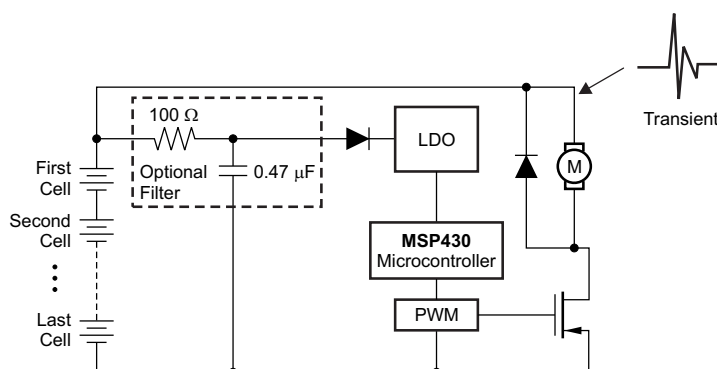 Transient
100 Ω
Optional
Filter
0.47 μF
LDO
M
First
Cell
Second
Cell
MSP430
Microcontroller
PWM
Last
Cell